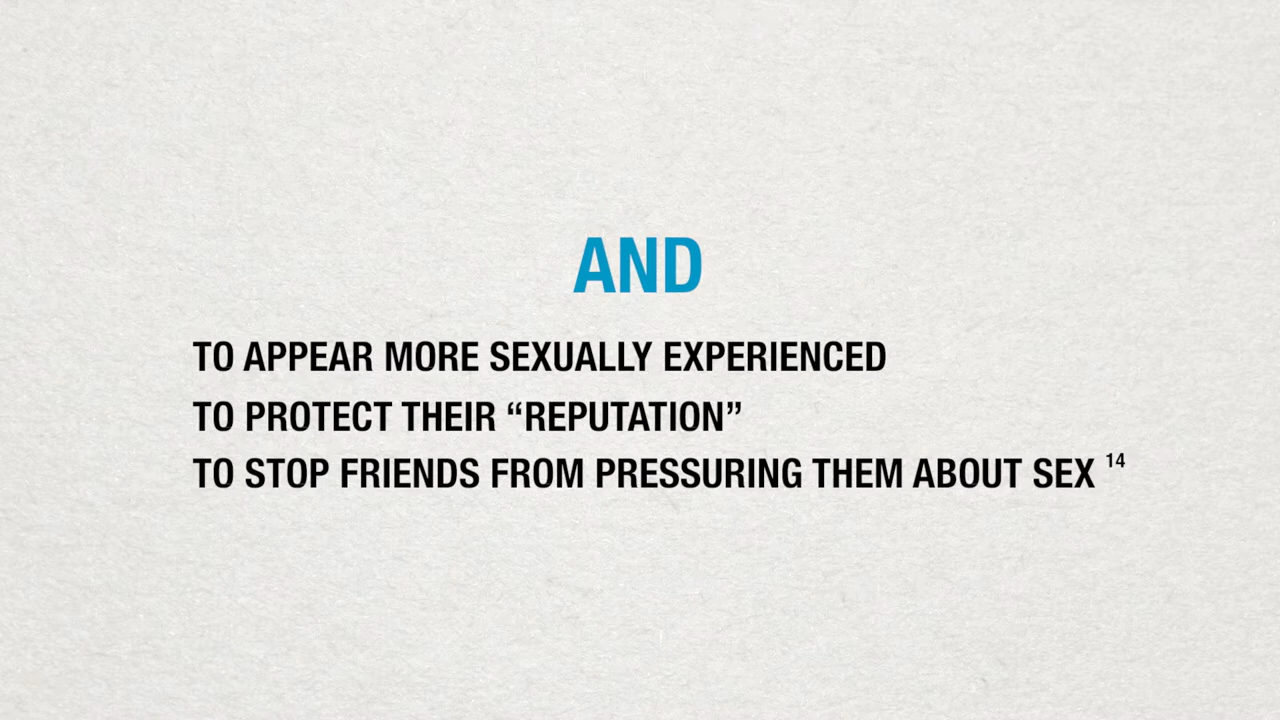 AND
TO APPEAR MORE SEXUALLY EXPERIENCED
TO PROTECT THEIR “REPUTATION”
TO STOP FRIENDS FROM PRESSURING THEM ABOUT SEX 14